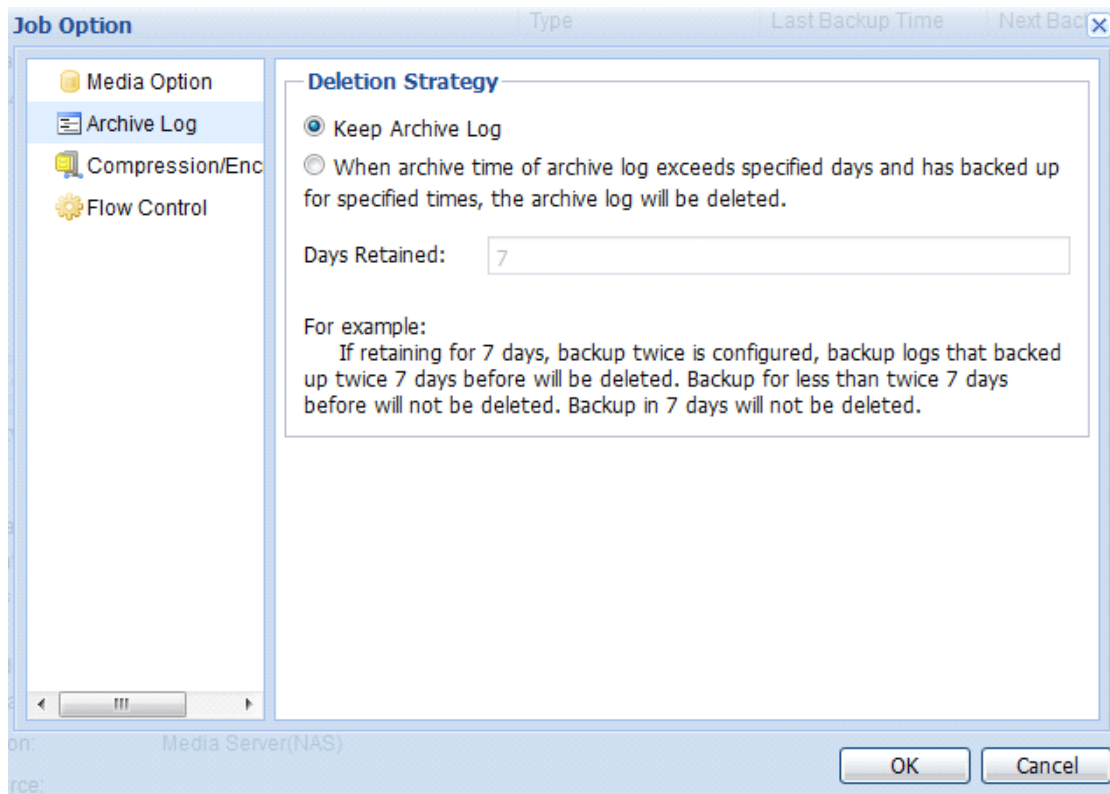 Job Option
Type
Last Backup Time
Next Bac
Media Option
Archive Log
Compression/Enc
Flow Control
Deletion Strategy
Keep Archive Log
When archive time of archive log exceeds specified days and has backed up
for specified times, the archive log will be deleted.
Days Retained:
7
For example:
If retaining for 7 days, backup twice is configured, backup logs that backed
up twice 7 days before will be deleted. Backup for less than twice 7 days
before will not be deleted. Backup in 7 days will not be deleted.
on:
Media Server(NAS)
rce:
OK
Cancel